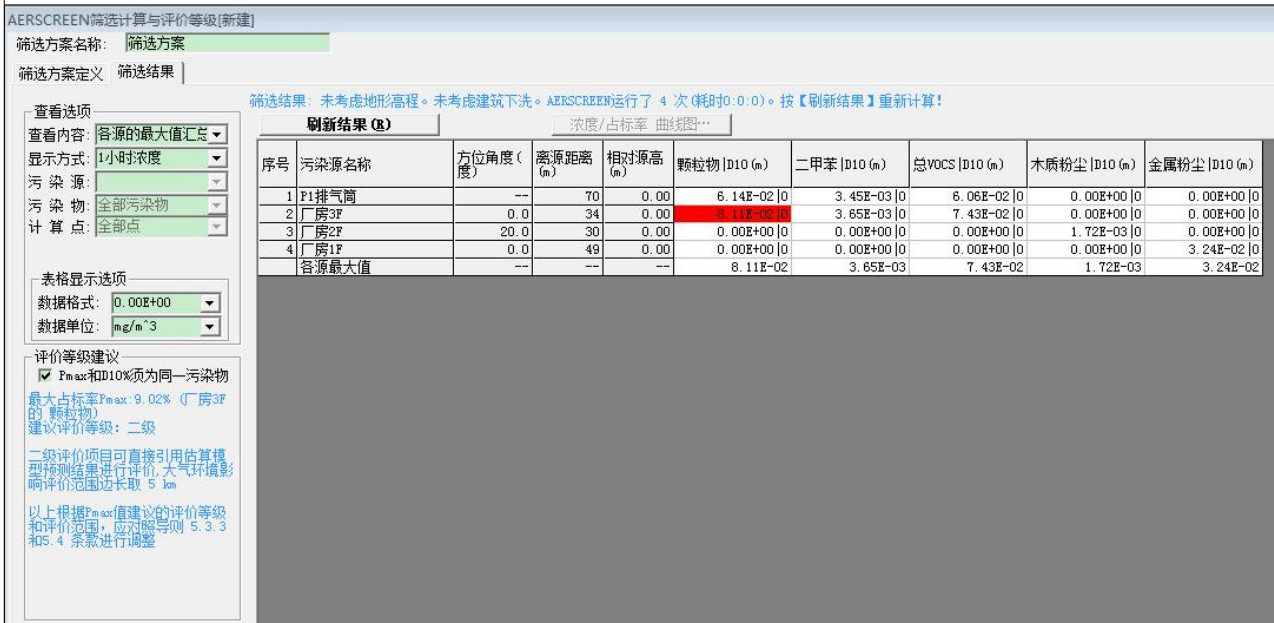 AERSCREEN筛选计算与评价等级[新建]
筛选方案名称: 筛选方案
筛选方案定义 筛选结果
筛选结果: 未考虑地形高程。未考虑建筑下洗。AERSCREEN运行了 4 次(耗时0:0:0)。按【刷新结果】重新计算!
查看选项
查看内容: 各源的最大值汇总
显示方式: 1小时浓度
污 染 源:
污 染 物: 全部污染物
计 算 点: 全部点
表格显示选项
数据格式: 0.00E+00
数据单位: mg/m^3
评价等级建议
Pmax和D10%须为同一污染物
最大占标率Pmax:9.02% (厂房3F
的 颗粒物)
建议评价等级: 二级
二级评价项目可直接引用估算模
型预测结果进行评价,大气环境影
响评价范围边长取 5 km
以上根据Pmax值建议的评价等级
和评价范围, 应对照导则 5.3.3
和5.4 条款进行调整
刷新结果(R) 浓度/占标率 曲线图…
序号 污染源名称 方位角度(度) 离源距离(m) 相对源高(m) 颗粒物|D10(m) 二甲苯|D10(m) 总VOCS|D10(m) 木质粉尘|D10(m) 金属粉尘|D10(m)
1 P1排气筒 -- 70 0.00 6.14E-02|0 3.45E-03|0 6.06E-02|0 0.00E+00|0 0.00E+00|0
2 厂房3F 0.0 34 0.00 8.11E-02|0 3.65E-03|0 7.43E-02|0 0.00E+00|0 0.00E+00|0
3 厂房2F 20.0 30 0.00 0.00E+00|0 0.00E+00|0 0.00E+00|0 1.72E-03|0 0.00E+00|0
4 厂房1F 0.0 49 0.00 0.00E+00|0 0.00E+00|0 0.00E+00|0 0.00E+00|0 3.24E-02|0
各源最大值 -- -- -- 8.11E-02 3.65E-03 7.43E-02 1.72E-03 3.24E-02